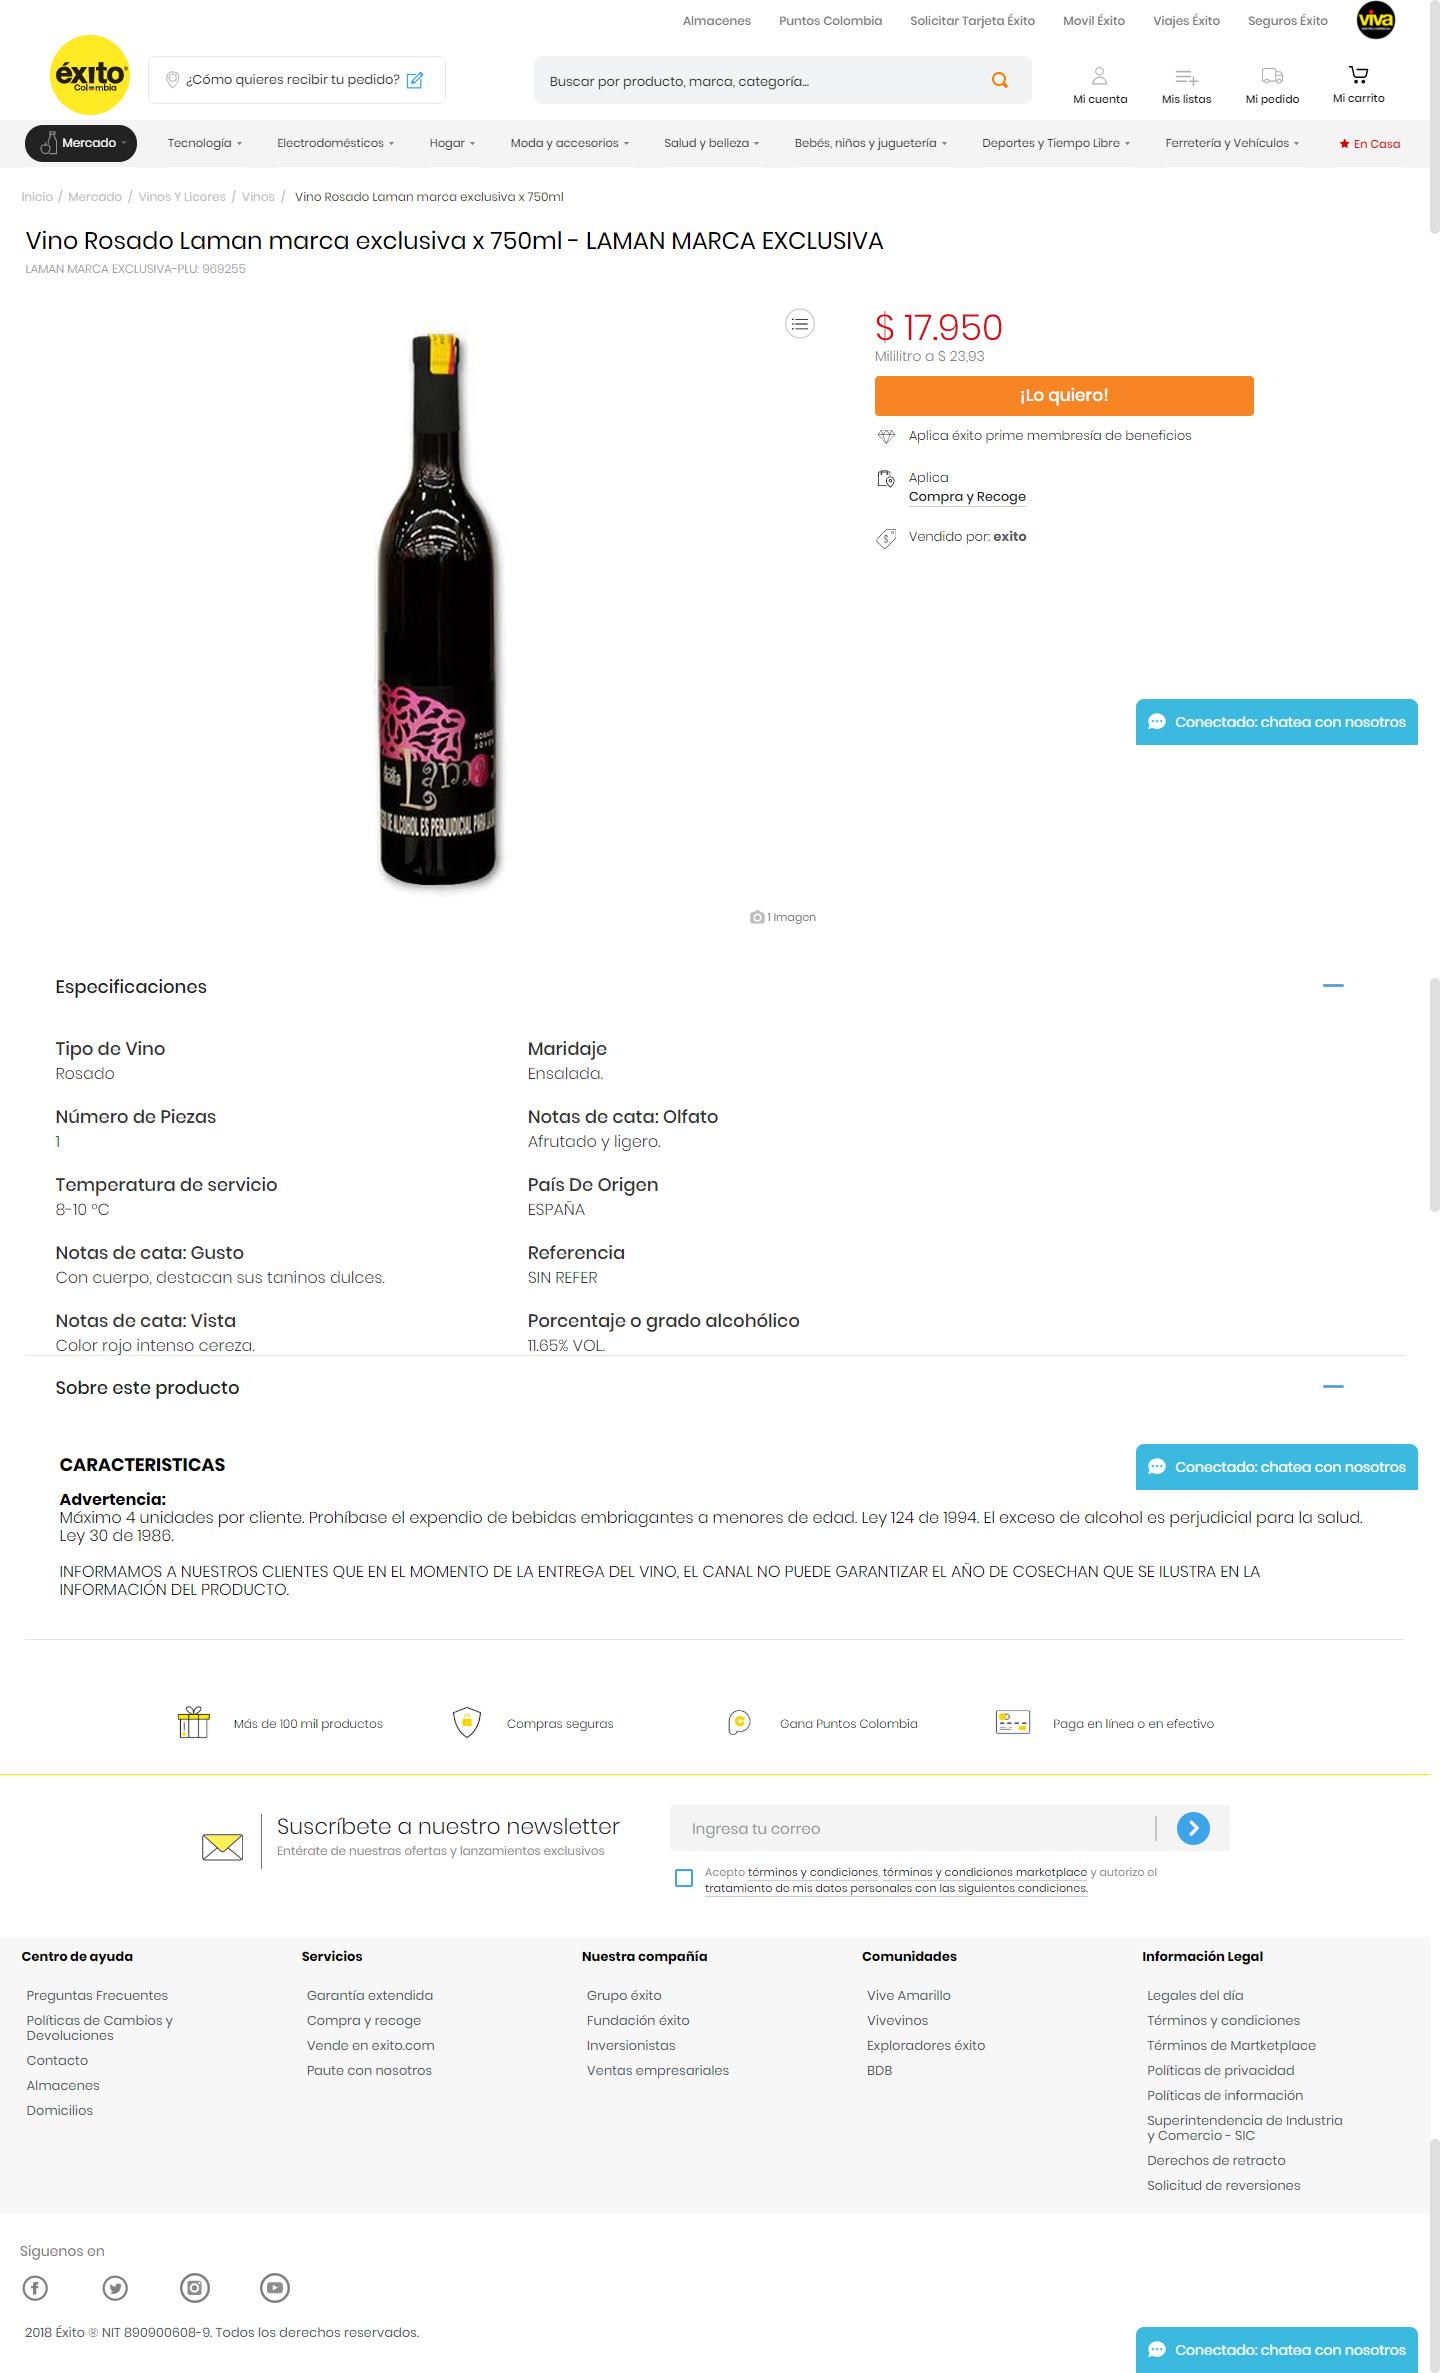 Almacenes Puntos Colombia Solicitar Tarjeta Éxito Movil Éxito Viajes Éxito Seguros Éxito viva
éxito
Colombia
¿Cómo quieres recibir tu pedido?
Buscar por producto, marca, categoría...
Mi cuenta Mis listas Mi pedido Mi carrito
Mercado Tecnología Electrodomésticos Hogar Moda y accesorios Salud y belleza Bebés, niños y juguetería Deportes y Tiempo Libre Ferretería y Vehículos En Casa
Inicio / Mercado / Vinos Y Licores / Vinos / Vino Rosado Laman marca exclusiva x 750ml
Vino Rosado Laman marca exclusiva x 750ml - LAMAN MARCA EXCLUSIVA
LAMAN MARCA EXCLUSIVA-PLU: 969255
$ 17.950
Mililitro a $ 23,93
¡Lo quiero!
Aplica éxito prime membresía de beneficios
Aplica
Compra y Recoge
Vendido por: exito
DE ALCOHOL ES PERJUDICIAL PARA
Conectado: chatea con nosotros
1 Imagen
Especificaciones
Tipo de Vino
Rosado
Maridaje
Ensalada.
Número de Piezas
1
Notas de cata: Olfato
Afrutado y ligero.
Temperatura de servicio
8-10 °C
País De Origen
ESPAÑA
Notas de cata: Gusto
Con cuerpo, destacan sus taninos dulces.
Referencia
SIN REFER
Notas de cata: Vista
Color rojo intenso cereza.
Porcentaje o grado alcohólico
11.65% VOL.
Sobre este producto
CARACTERISTICAS
Conectado: chatea con nosotros
Advertencia:
Máximo 4 unidades por cliente. Prohíbase el expendio de bebidas embriagantes a menores de edad. Ley 124 de 1994. El exceso de alcohol es perjudicial para la salud.
Ley 30 de 1986.
INFORMAMOS A NUESTROS CLIENTES QUE EN EL MOMENTO DE LA ENTREGA DEL VINO, EL CANAL NO PUEDE GARANTIZAR EL AÑO DE COSECHAN QUE SE ILUSTRA EN LA
INFORMACIÓN DEL PRODUCTO.
Más de 100 mil productos Compras seguras Gana Puntos Colombia Paga en línea o en efectivo
Suscríbete a nuestro newsletter
Entérate de nuestras ofertas y lanzamientos exclusivos
Ingresa tu correo
Acepto términos y condiciones, términos y condiciones marketplace y autorizo el
tratamiento de mis datos personales con las siguientes condiciones.
Centro de ayuda
Preguntas Frecuentes
Políticas de Cambios y
Devoluciones
Contacto
Almacenes
Domicilios
Servicios
Garantía extendida
Compra y recoge
Vende en exito.com
Paute con nosotros
Nuestra compañía
Grupo éxito
Fundación éxito
Inversionistas
Ventas empresariales
Comunidades
Vive Amarillo
Vivevinos
Exploradores éxito
BDB
Información Legal
Legales del día
Términos y condiciones
Términos de Martketplace
Políticas de privacidad
Políticas de información
Superintendencia de Industria
y Comercio - SIC
Derechos de retracto
Solicitud de reversiones
Siguenos en
2018 Éxito ® NIT 890900608-9. Todos los derechos reservados.
Conectado: chatea con nosotros